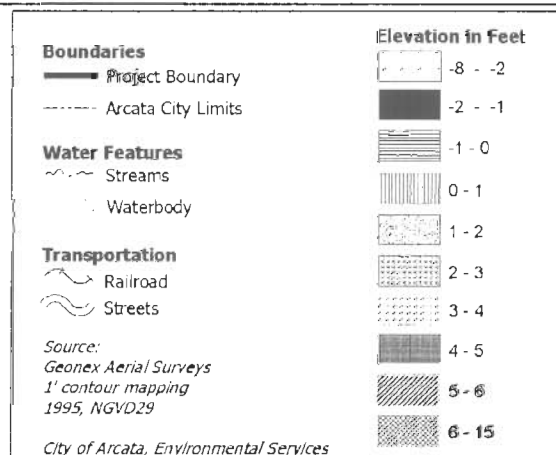 Boundaries
Project Boundary
Arcata City Limits
Water Features
Streams
Waterbody
Transportation
Railroad
Streets
Source:
Geonex Aerial Surveys
1' contour mapping
1995, NGVD29
City of Arcata, Environmental Services
Elevation in Feet
-8 - -2
-2 - -1
-1 - 0
0 - 1
1 - 2
2 - 3
3 - 4
4 - 5
5 - 6
6 - 15